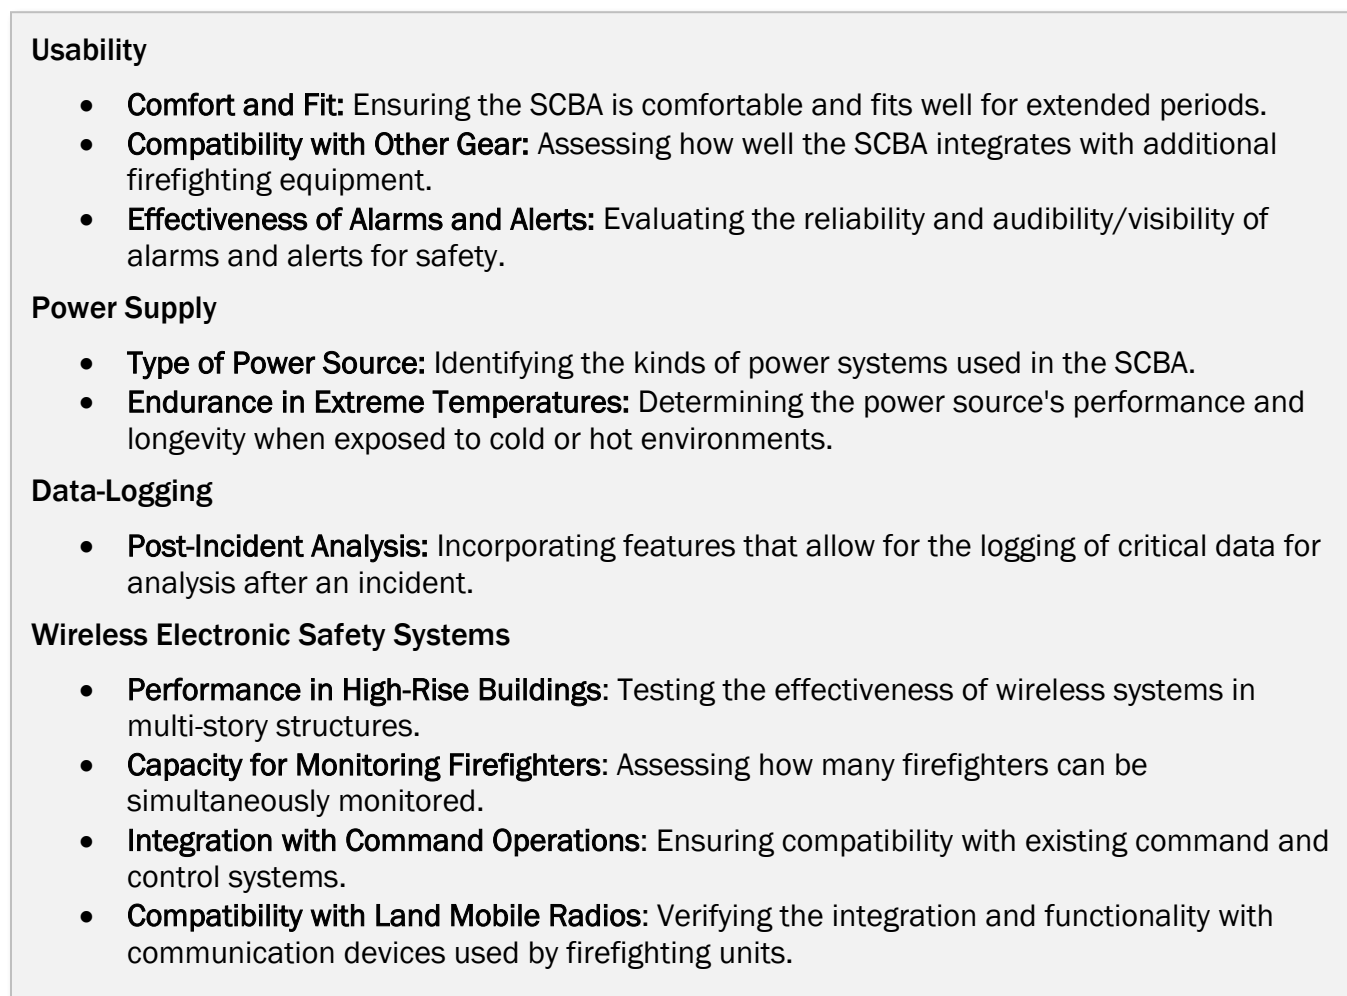 Usability
• Comfort and Fit: Ensuring the SCBA is comfortable and fits well for extended periods.
• Compatibility with Other Gear: Assessing how well the SCBA integrates with additional
firefighting equipment.
• Effectiveness of Alarms and Alerts: Evaluating the reliability and audibility/visibility of
alarms and alerts for safety.
Power Supply
• Type of Power Source: Identifying the kinds of power systems used in the SCBA.
• Endurance in Extreme Temperatures: Determining the power source's performance and
longevity when exposed to cold or hot environments.
Data-Logging
• Post-Incident Analysis: Incorporating features that allow for the logging of critical data for
analysis after an incident.
Wireless Electronic Safety Systems
• Performance in High-Rise Buildings: Testing the effectiveness of wireless systems in
multi-story structures.
• Capacity for Monitoring Firefighters: Assessing how many firefighters can be
simultaneously monitored.
• Integration with Command Operations: Ensuring compatibility with existing command and
control systems.
• Compatibility with Land Mobile Radios: Verifying the integration and functionality with
communication devices used by firefighting units.